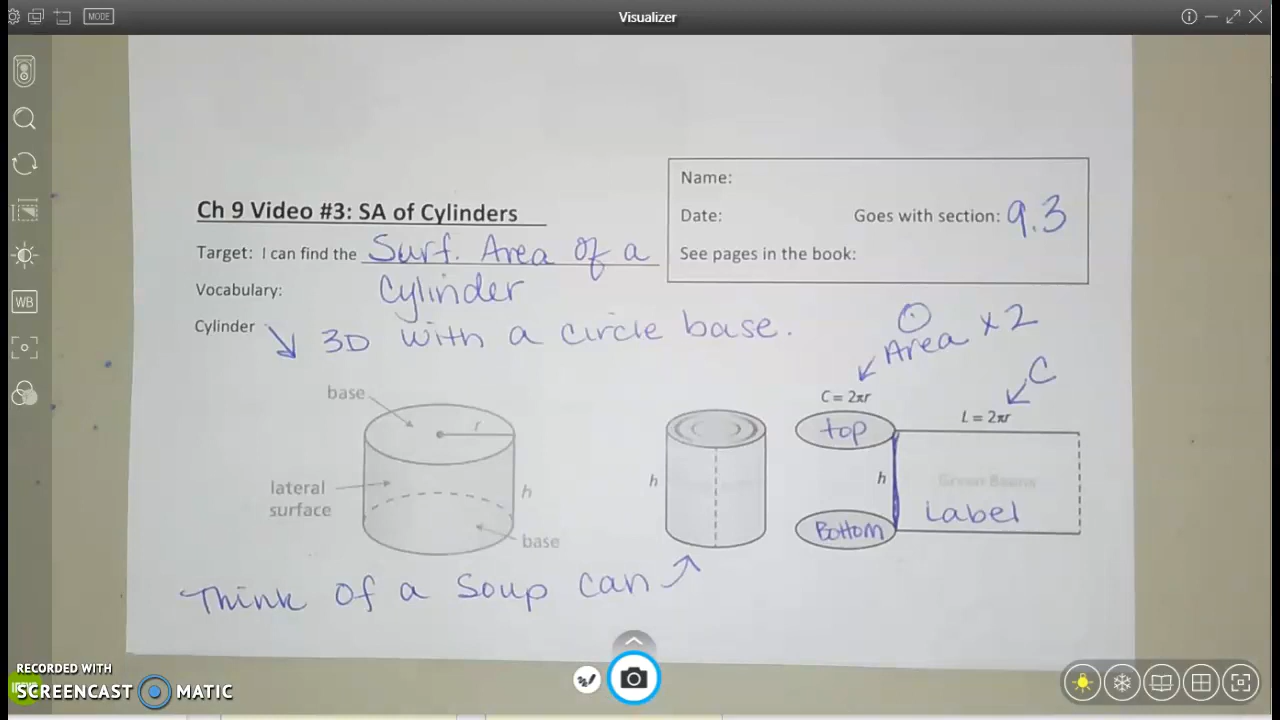 MODE
Visualizer
Ch 9 Video #3: SA of Cylinders
Name:
Date:
Goes with section: 9.3
See pages in the book:
Target: I can find the Surf. Area of a
Cylinder
Vocabulary:
Cylinder
3D with a circle base.
Area x 2
C
C = 2πr
L = 2πr
base
r
lateral
surface
h
base
h
top
h
Bottom
Green Beans
Label
Think of a Soup can
WB
RECORDED WITH
SCREENCAST MATIC